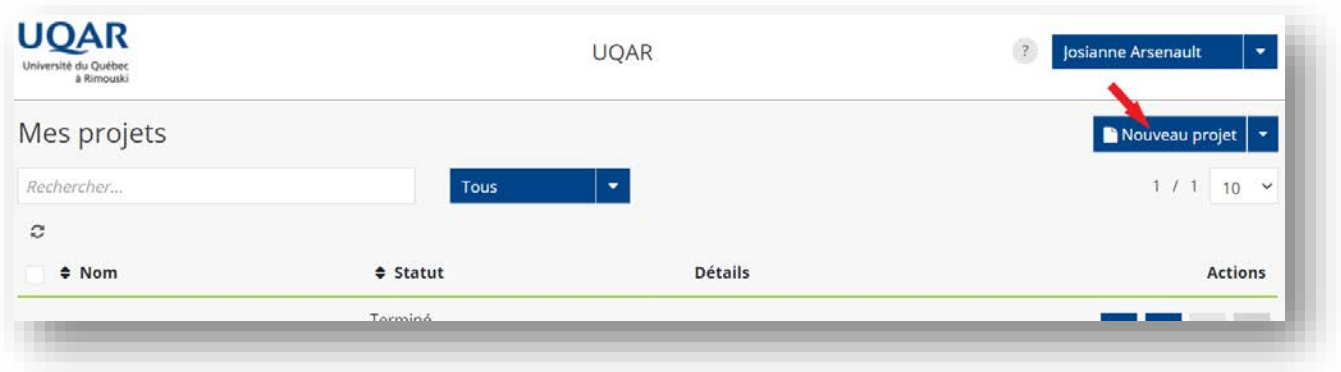 UQAR
Université du Québec
à Rimouski
UQAR
?
Josianne Arsenault
Mes projets
Nouveau projet
Rechercher...
Tous
1 / 1
10
Nom
Statut
Détails
Actions
Terminé